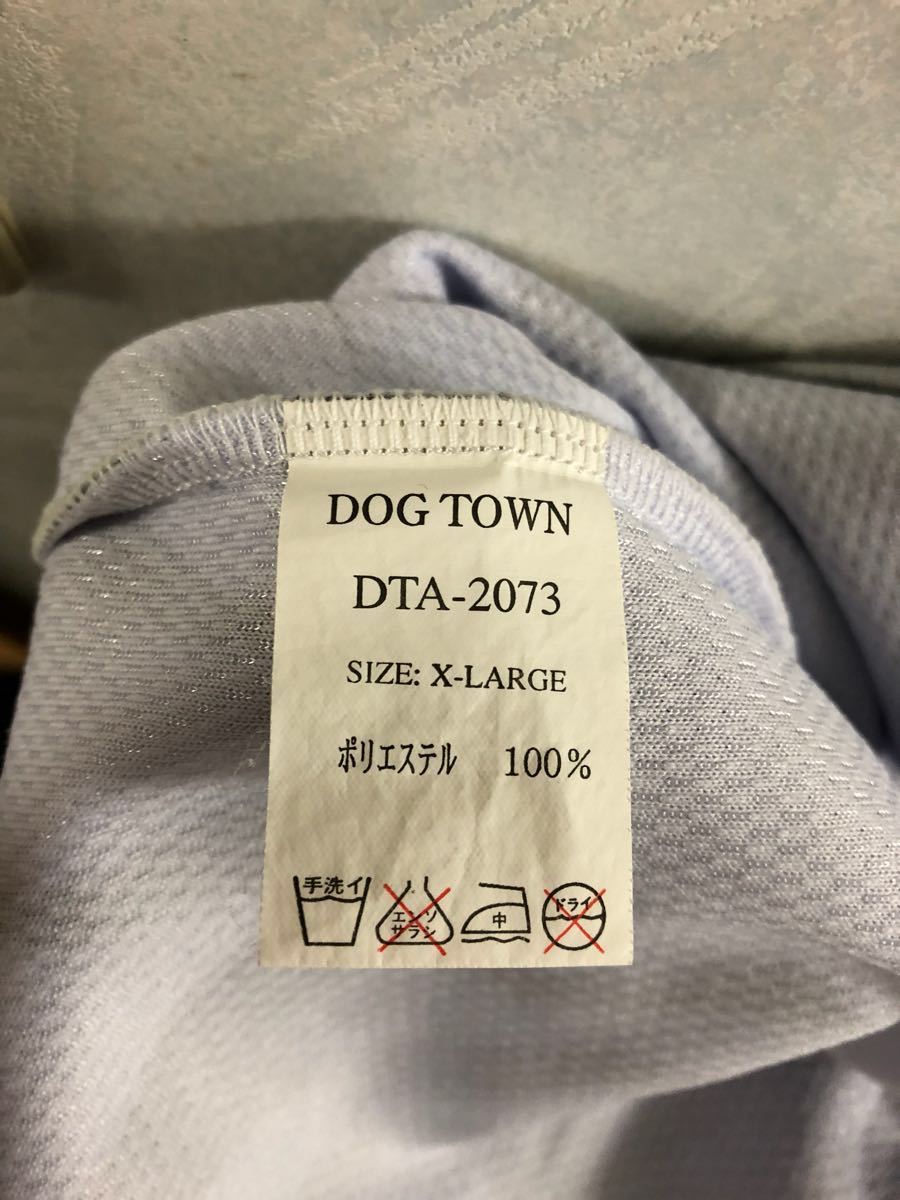 DOG TOWN
DTA-2073
SIZE: X-LARGE
ポリエステル 100%
手洗イ
エンソ
サラシ
中
ドライ